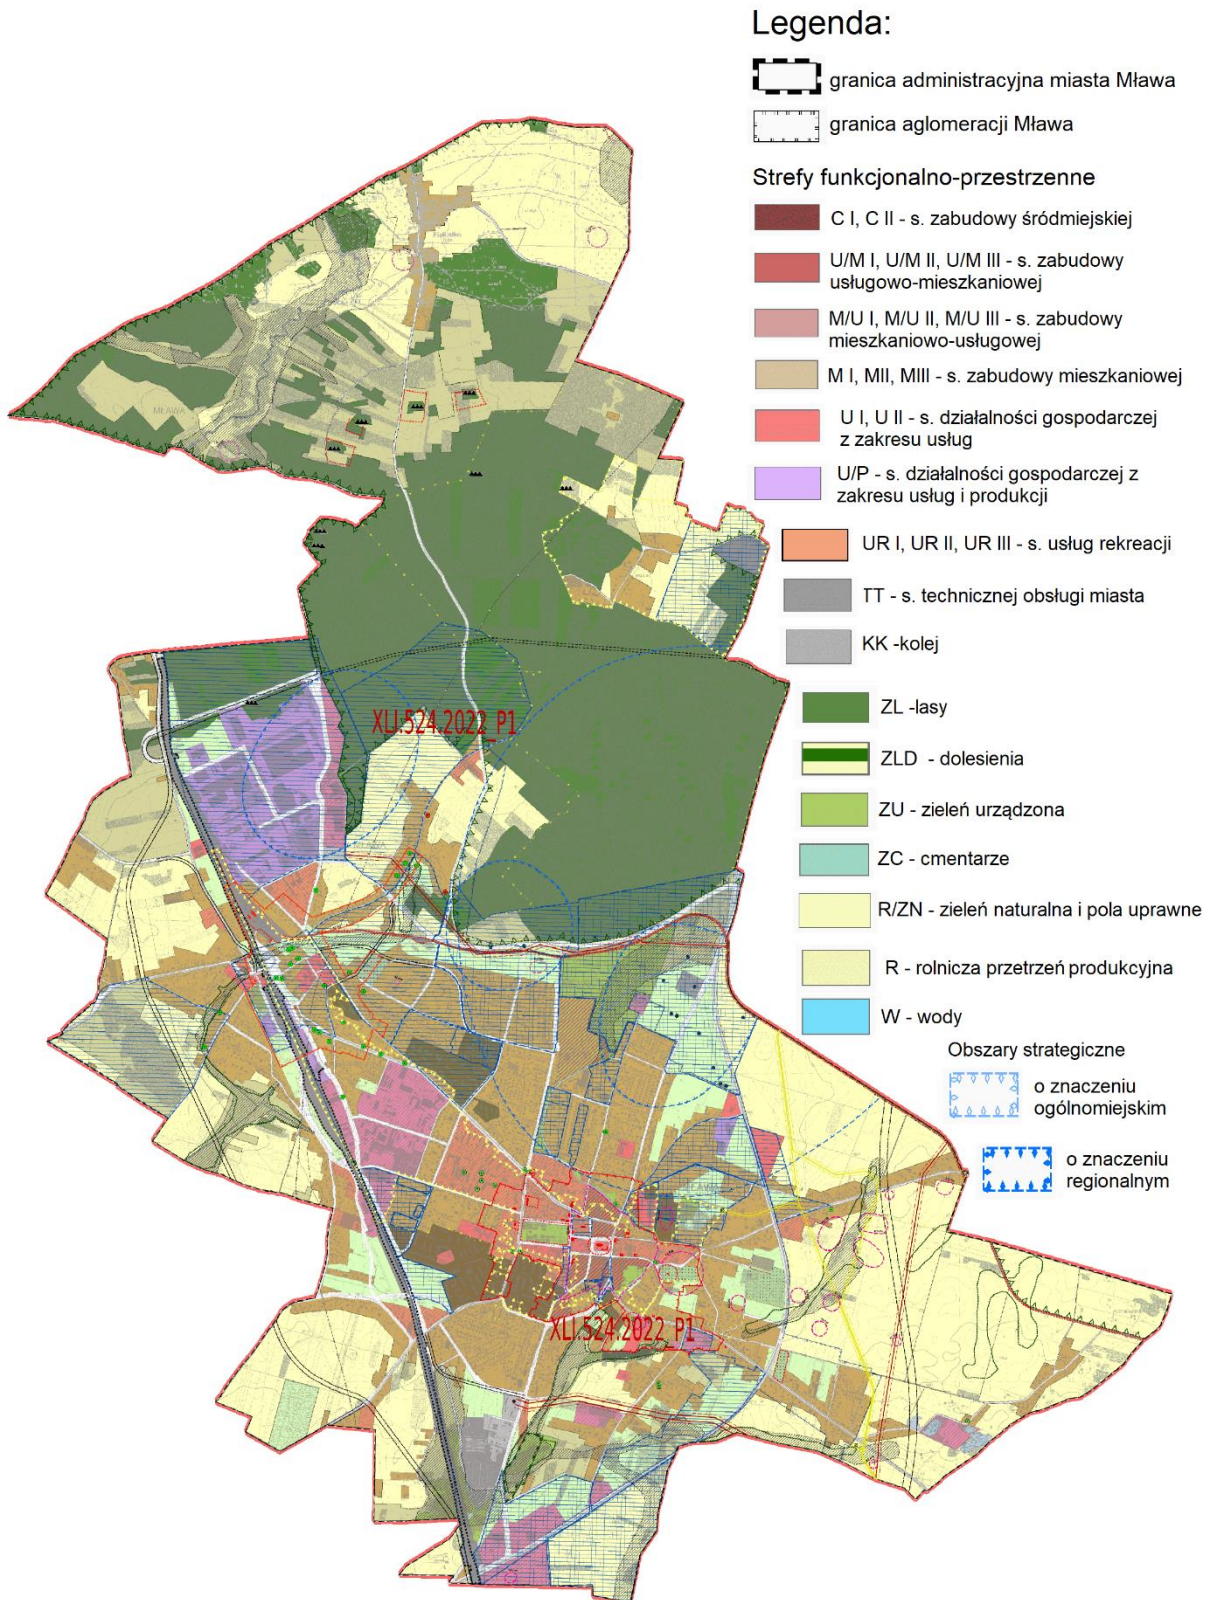 Legenda:
granica administracyjna miasta Mława
granica aglomeracji Mława
Strefy funkcjonalno-przestrzenne
C I, C II - s. zabudowy śródmiejskiej
U/M I, U/M II, U/M III - s. zabudowy
usługowo-mieszkaniowej
M/U I, M/U II, M/U III - s. zabudowy
mieszkaniowo-usługowej
M I, MII, MIII - s. zabudowy mieszkaniowej
U I, U II - s. działalności gospodarczej
z zakresu usług
U/P - s. działalności gospodarczej z
zakresu usług i produkcji
UR I, UR II, UR III - s. usług rekreacji
TT - s. technicznej obsługi miasta
KK -kolej
ZL -lasy
ZLD - dolesienia
ZU - zieleń urządzona
ZC - cmentarze
R/ZN - zieleń naturalna i pola uprawne
R - rolnicza przetrzeń produkcyjna
W - wody
Obszary strategiczne
o znaczeniu
ogólnomiejskim
o znaczeniu
regionalnym
MŁAWA
XLI.524.2022_P1
XLI.524.2022_P1